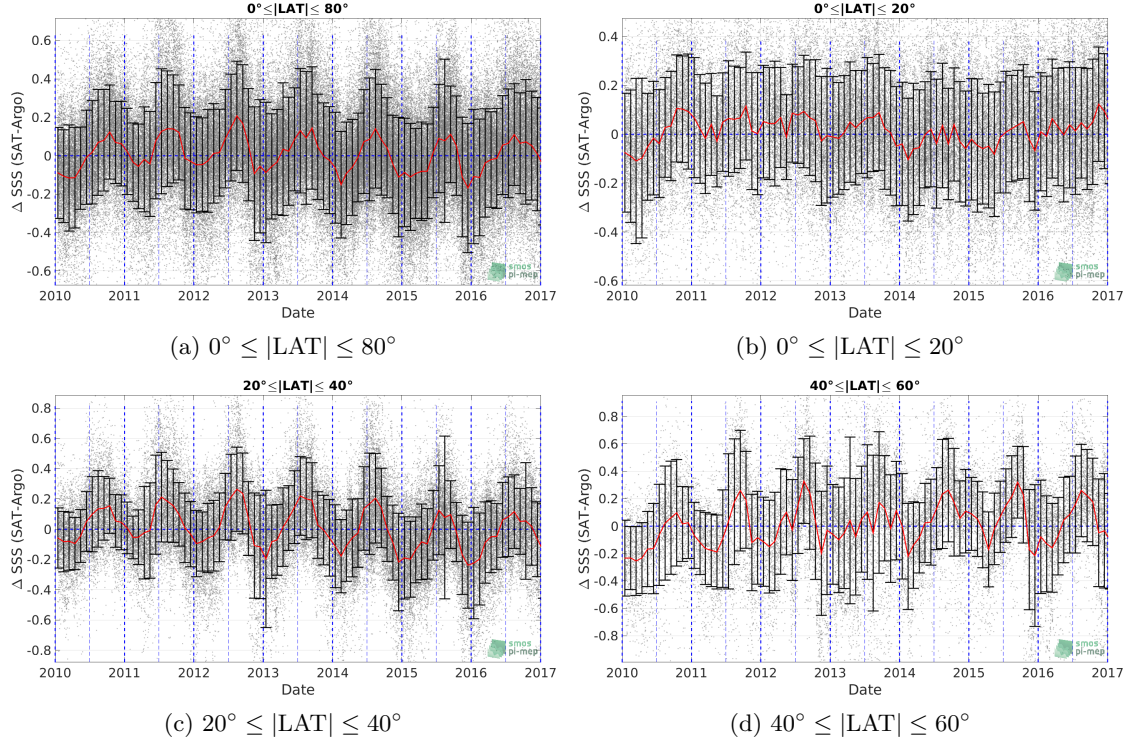 0°≤|LAT|≤ 80°
Δ SSS (SAT-Argo)
0.6
0.4
0.2
0
-0.2
-0.4
-0.6
smos
pi-mep
2010 2011 2012 2013 2014 2015 2016 2017
Date
(a) 0° ≤ |LAT| ≤ 80°
0°≤|LAT|≤ 20°
Δ SSS (SAT-Argo)
0.4
0.2
0
-0.2
-0.4
-0.6
smos
pi-mep
2010 2011 2012 2013 2014 2015 2016 2017
Date
(b) 0° ≤ |LAT| ≤ 20°
20°≤|LAT|≤ 40°
Δ SSS (SAT-Argo)
0.8
0.6
0.4
0.2
0
-0.2
-0.4
-0.6
-0.8
smos
pi-mep
2010 2011 2012 2013 2014 2015 2016 2017
Date
(c) 20° ≤ |LAT| ≤ 40°
40°≤|LAT|≤ 60°
Δ SSS (SAT-Argo)
0.8
0.6
0.4
0.2
0
-0.2
-0.4
-0.6
-0.8
smos
pi-mep
2010 2011 2012 2013 2014 2015 2016 2017
Date
(d) 40° ≤ |LAT| ≤ 60°